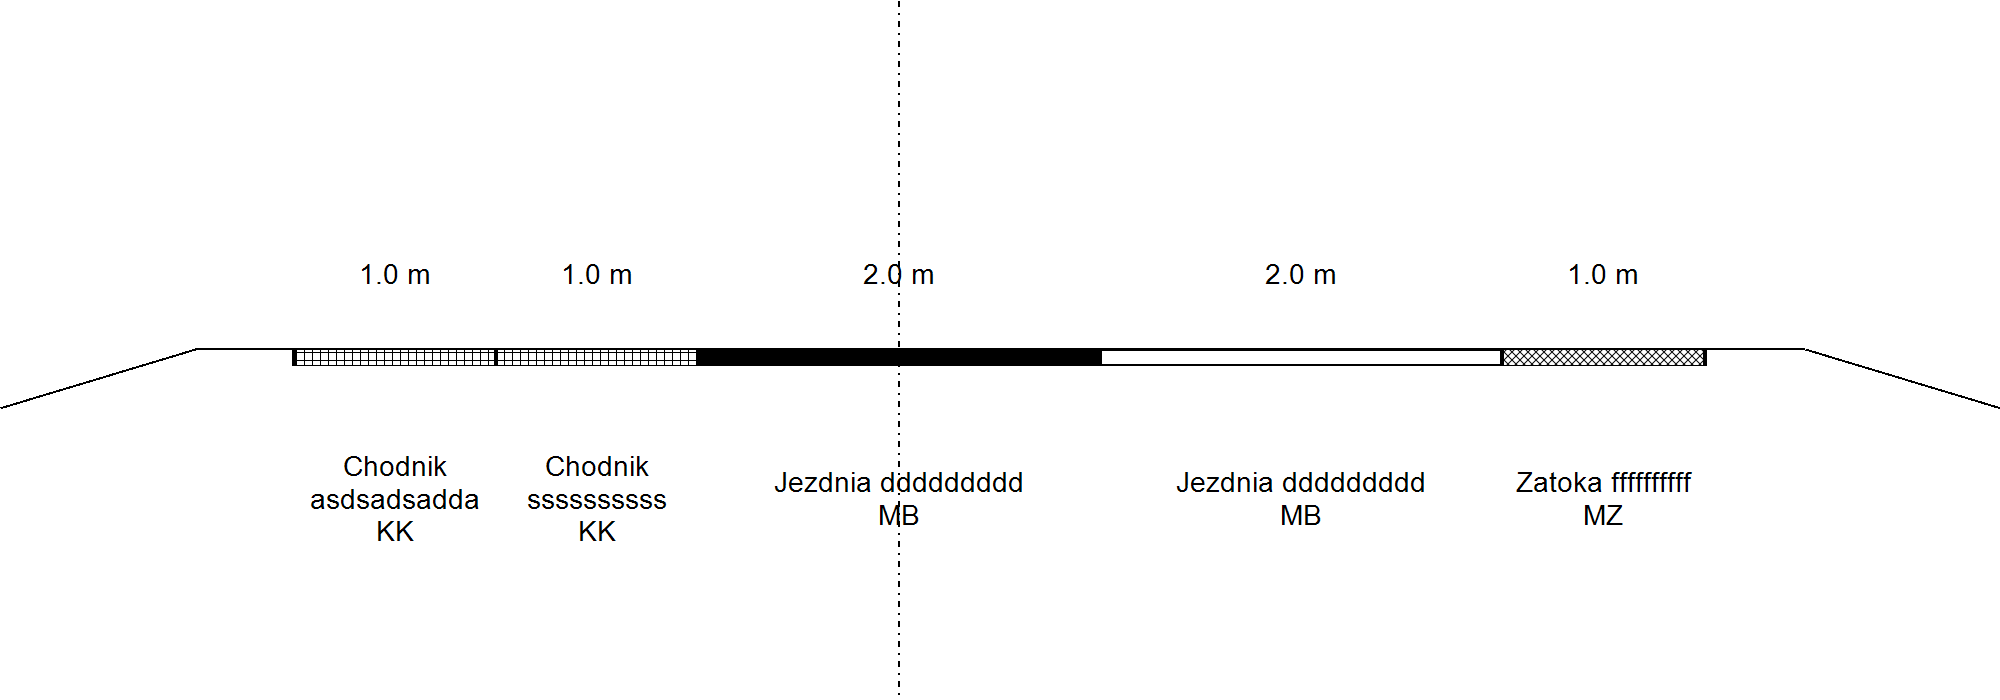 1.0 m
1.0 m
2.0 m
2.0 m
1.0 m
Chodnik
asdsadsadda
KK
Chodnik
ssssssssss
KK
Jezdnia ddddddddd
MB
Jezdnia ddddddddd
MB
Zatoka ffffffffff
MZ